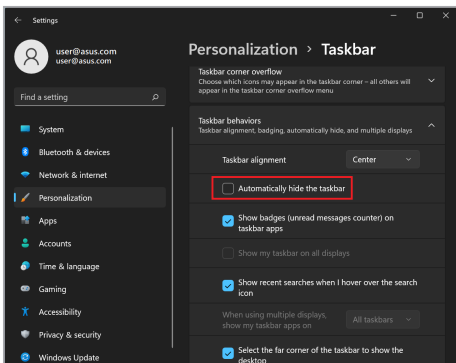 Settings
user@asus.com
user@asus.com
Find a setting
System
Bluetooth & devices
Network & internet
Personalization
Apps
Accounts
Time & language
Gaming
Accessibility
Privacy & security
Windows Update
Personalization > Taskbar
Taskbar corner overflow
Choose which icons may appear in the taskbar corner – all others will
appear in the taskbar corner overflow menu
Taskbar behaviors
Taskbar alignment, badging, automatically hide, and multiple displays
Taskbar alignment
Center
Automatically hide the taskbar
Show badges (unread messages counter) on
taskbar apps
Show my taskbar on all displays
Show recent searches when I hover over the search
icon
When using multiple displays,
show my taskbar apps on
All taskbars
Select the far corner of the taskbar to show the
desktop